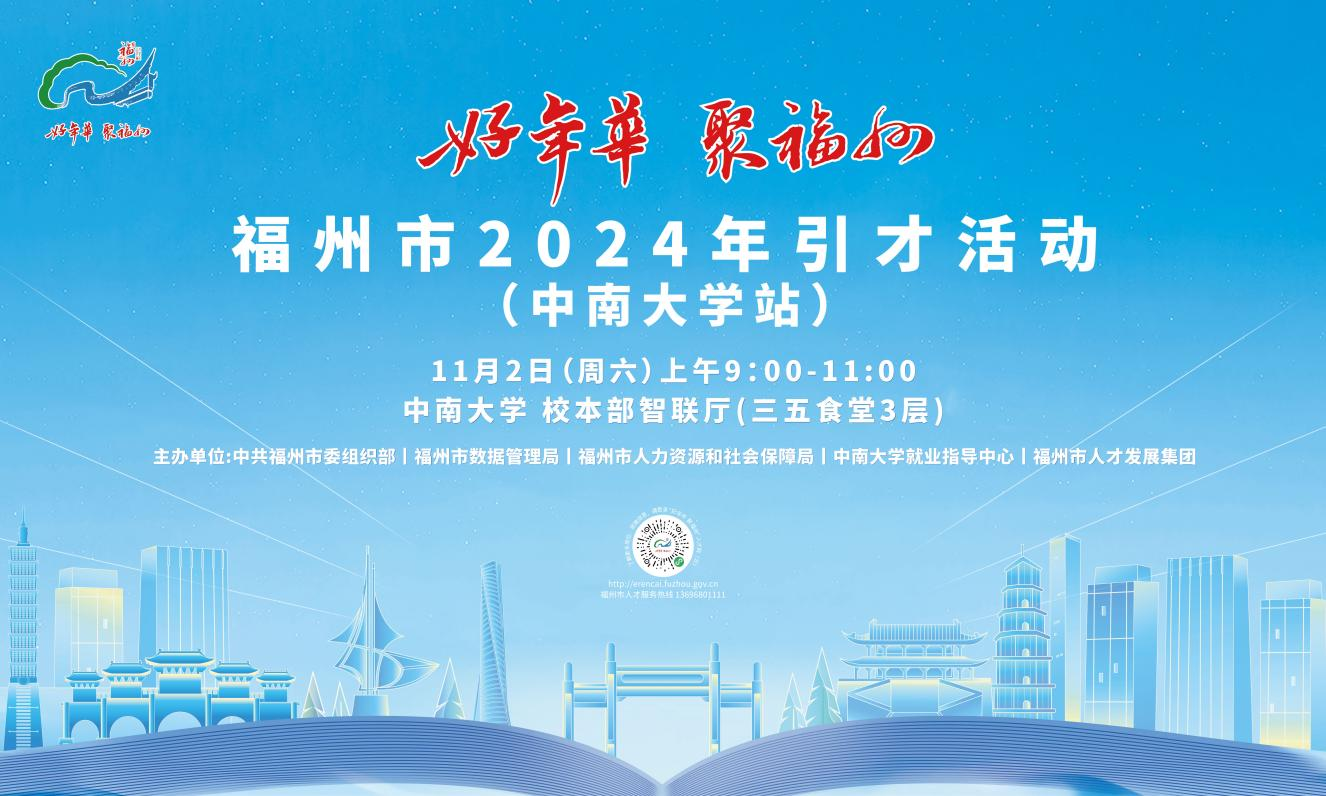 福州
好年华 聚福州
好年華 聚福州
福州市2024年引才活动
（中南大学站）
11月2日（周六）上午9：00-11:00
中南大学 校本部智联厅(三五食堂3层)
主办单位:中共福州市委组织部丨福州市数据管理局丨福州市人力资源和社会保障局丨中南大学就业指导中心丨福州市人才发展集团
http://erencai.fuzhou.gov.cn
福州市人才服务热线 13696801111